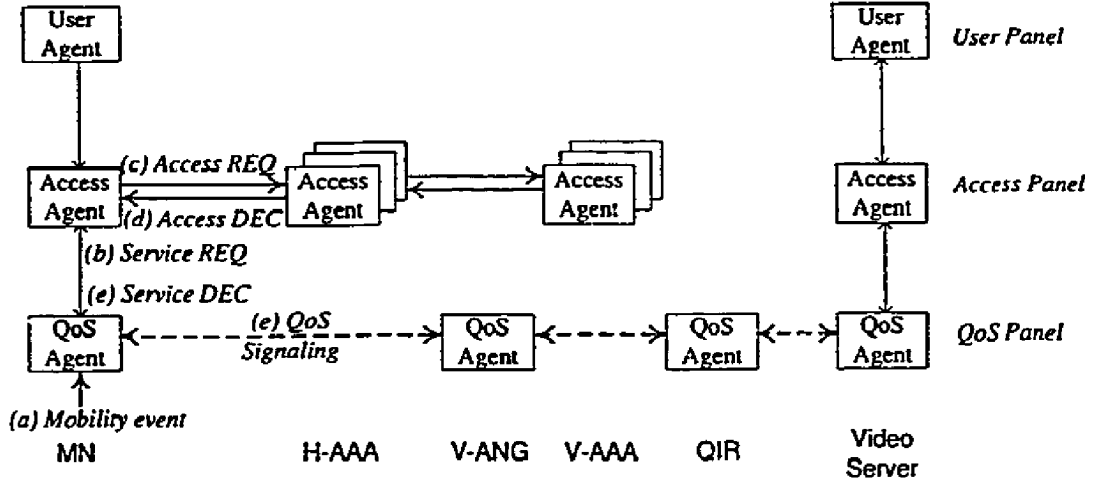 User
Agent
User
Agent
User Panel
(c) Access REQ
Access
Agent
Access
Agent
Access
Agent
Access
Agent
Access Panel
(d) Access DEC
(b) Service REQ
(e) Service DEC
QoS
Agent
(e) QoS
Signaling
QoS
Agent
QoS
Agent
QoS
Agent
QoS Panel
(a) Mobility event
MN
H-AAA
V-ANG
V-AAA
QIR
Video
Server